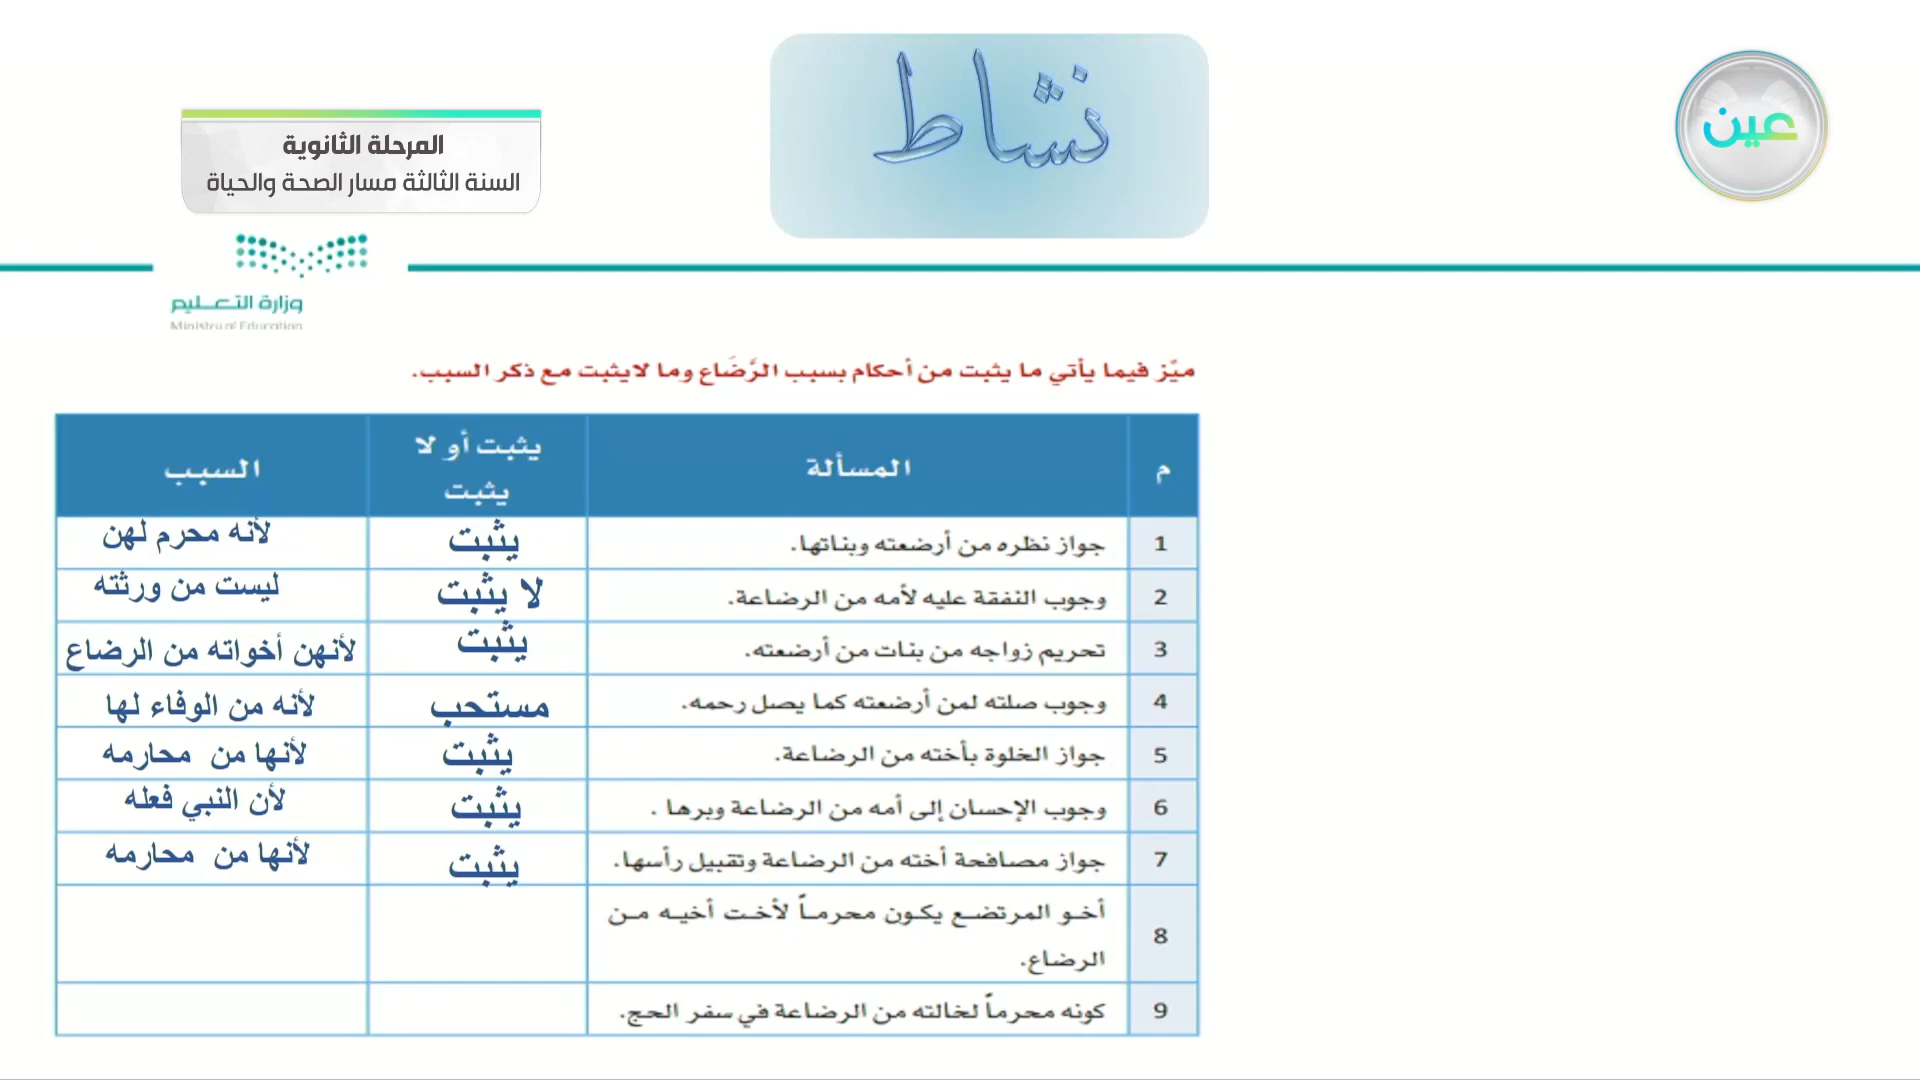 نشاط
عين
المرحلة الثانوية
السنة الثالثة مسار الصحة والحياة
وزارة التعليم
Ministry of Education
ميّز فيما يأتي ما يثبت من أحكام بسبب الرَّضَاع وما لايثبت مع ذكر السبب.
م المسألة يثبت أو لا يثبت السبب
1 جواز نظره من أرضعته وبناتها. يثبت لأنه محرم لهن
2 وجوب النفقة عليه لأمه من الرضاعة. لا يثبت ليست من ورثته
3 تحريم زواجه من بنات من أرضعته. يثبت لأنهن أخواته من الرضاع
4 وجوب صلته لمن أرضعته كما يصل رحمه. مستحب لأنه من الوفاء لها
5 جواز الخلوة بأخته من الرضاعة. يثبت لأنها من محارمه
6 وجوب الإحسان إلى أمه من الرضاعة وبرها . يثبت لأن النبي فعله
7 جواز مصافحة أخته من الرضاعة وتقبيل رأسها. يثبت لأنها من محارمه
8 أخو المرتضع يكون محرماً لأخت أخيه من
الرضاع.
9 كونه محرماً لخالته من الرضاعة في سفر الحج.